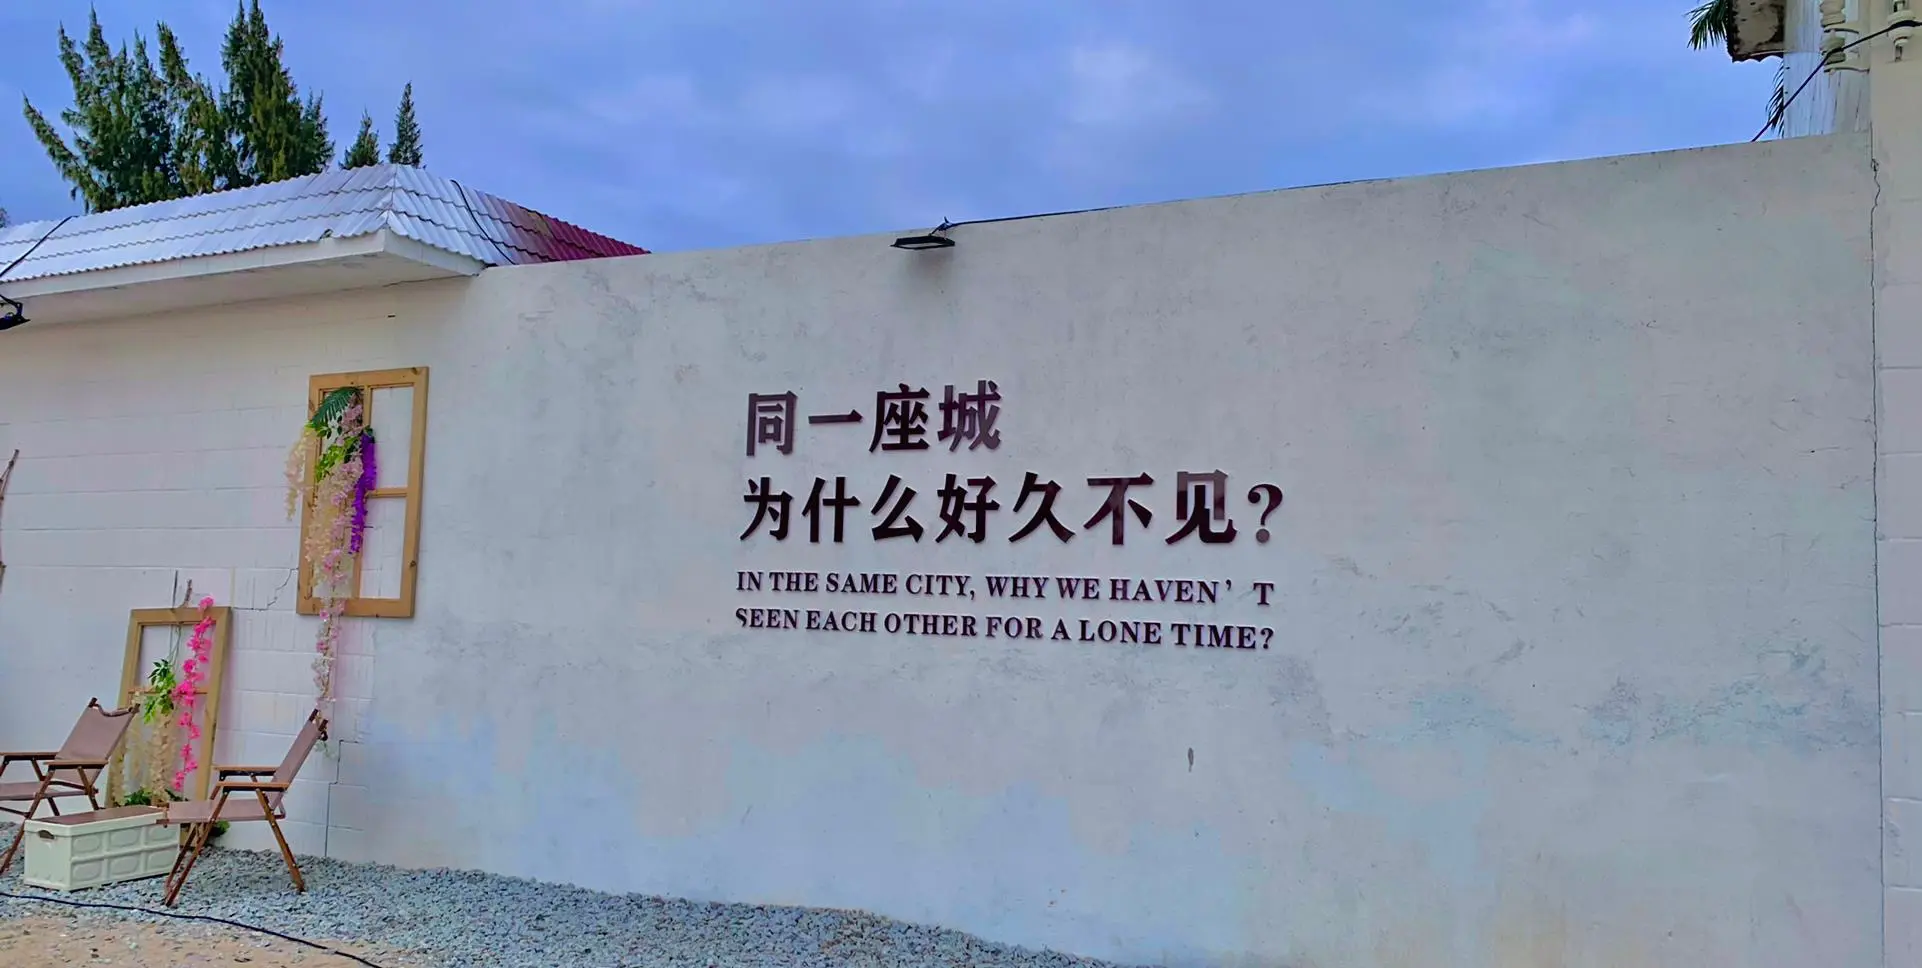 同一座城
为什么好久不见?
IN THE SAME CITY, WHY WE HAVEN’T
SEEN EACH OTHER FOR A LONE TIME?